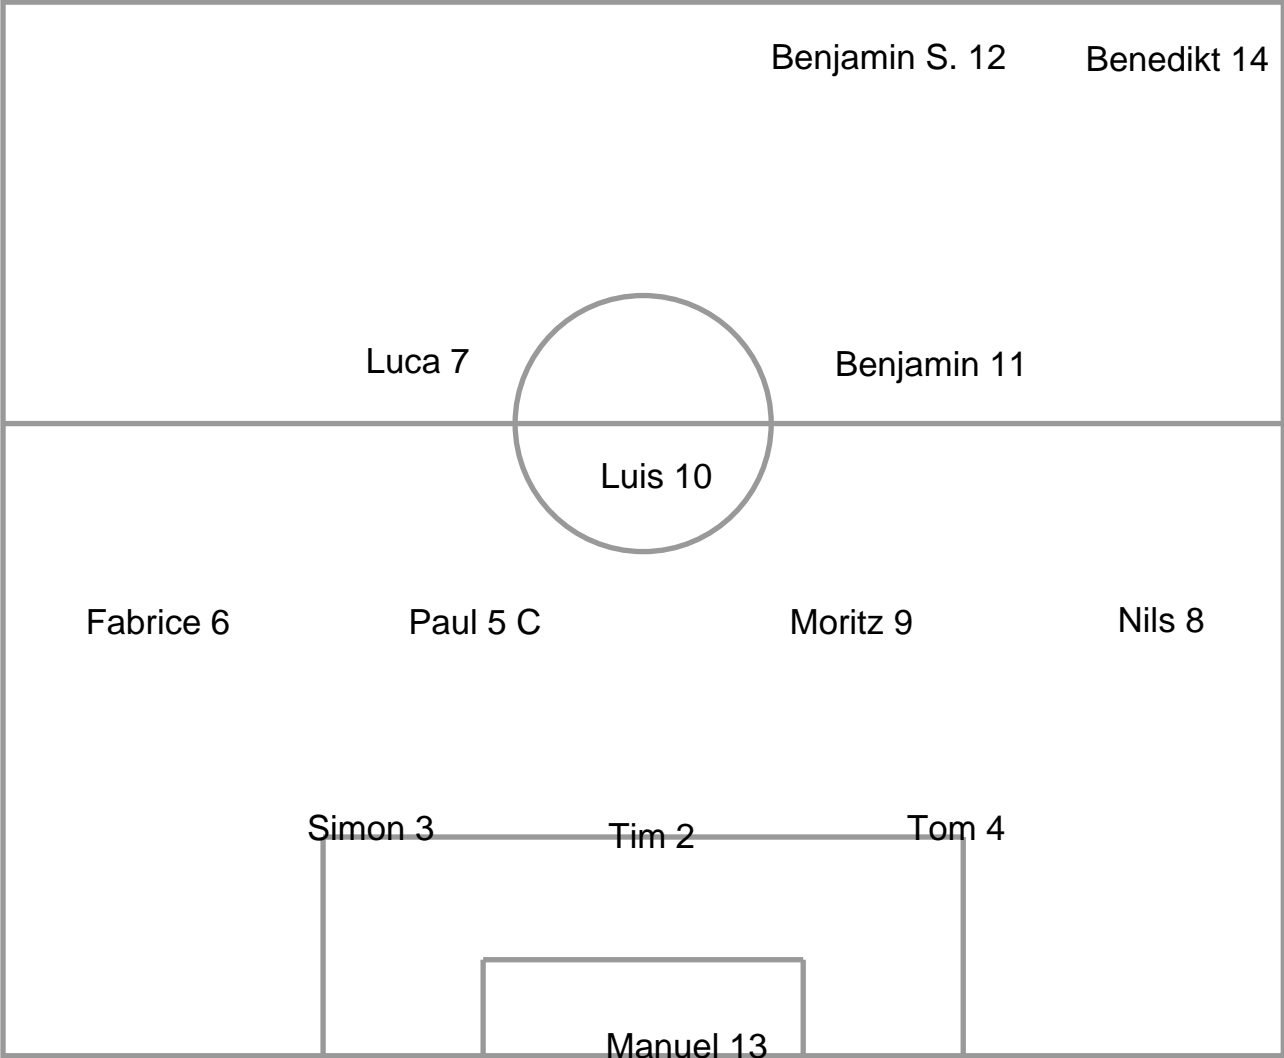 Benjamin S. 12
Benedikt 14
Luca 7
Benjamin 11
Luis 10
Fabrice 6
Paul 5 C
Moritz 9
Nils 8
Simon 3
Tim 2
Tom 4
Manuel 13